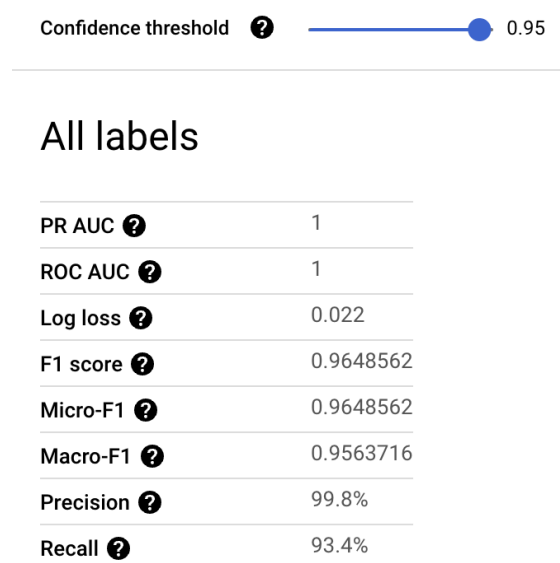 Confidence threshold ? 0.95
All labels
PR AUC ? 1
ROC AUC ? 1
Log loss ? 0.022
F1 score ? 0.9648562
Micro-F1 ? 0.9648562
Macro-F1 ? 0.9563716
Precision ? 99.8%
Recall ? 93.4%